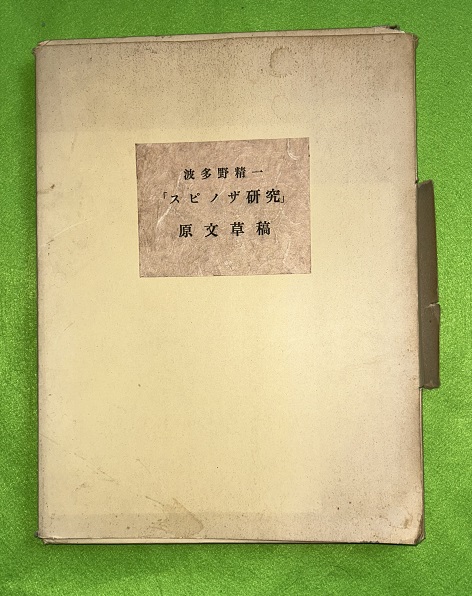 波多野精一
「スピノザ研究」
原文草稿